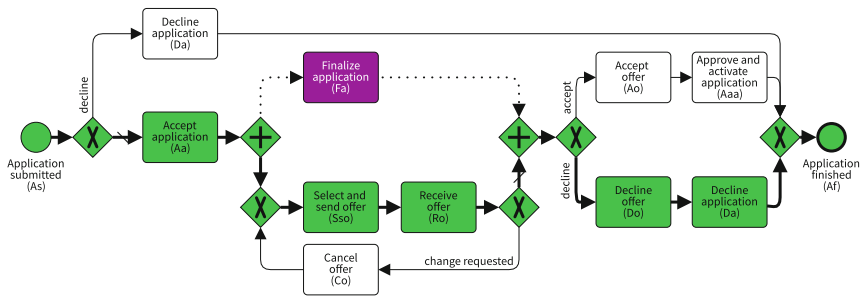 Decline
application
(Da)
decline
Finalize
application
(Fa)
Accept
offer
(Ao)
Approve and
activate
application
(Aaa)
accept
Accept
application
(Aa)
Application
submitted
(As)
Application
finished
(Af)
decline
Select and
send offer
(Sso)
Receive
offer
(Ro)
Decline
offer
(Do)
Decline
application
(Da)
Cancel
offer
(Co)
change requested